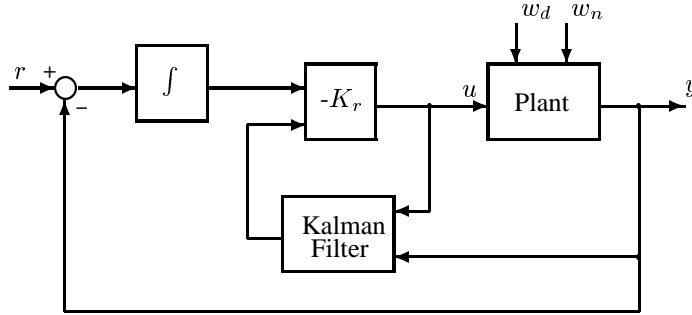 w_d w_n
r + ∫ -K_r u Plant y
−
Kalman
Filter